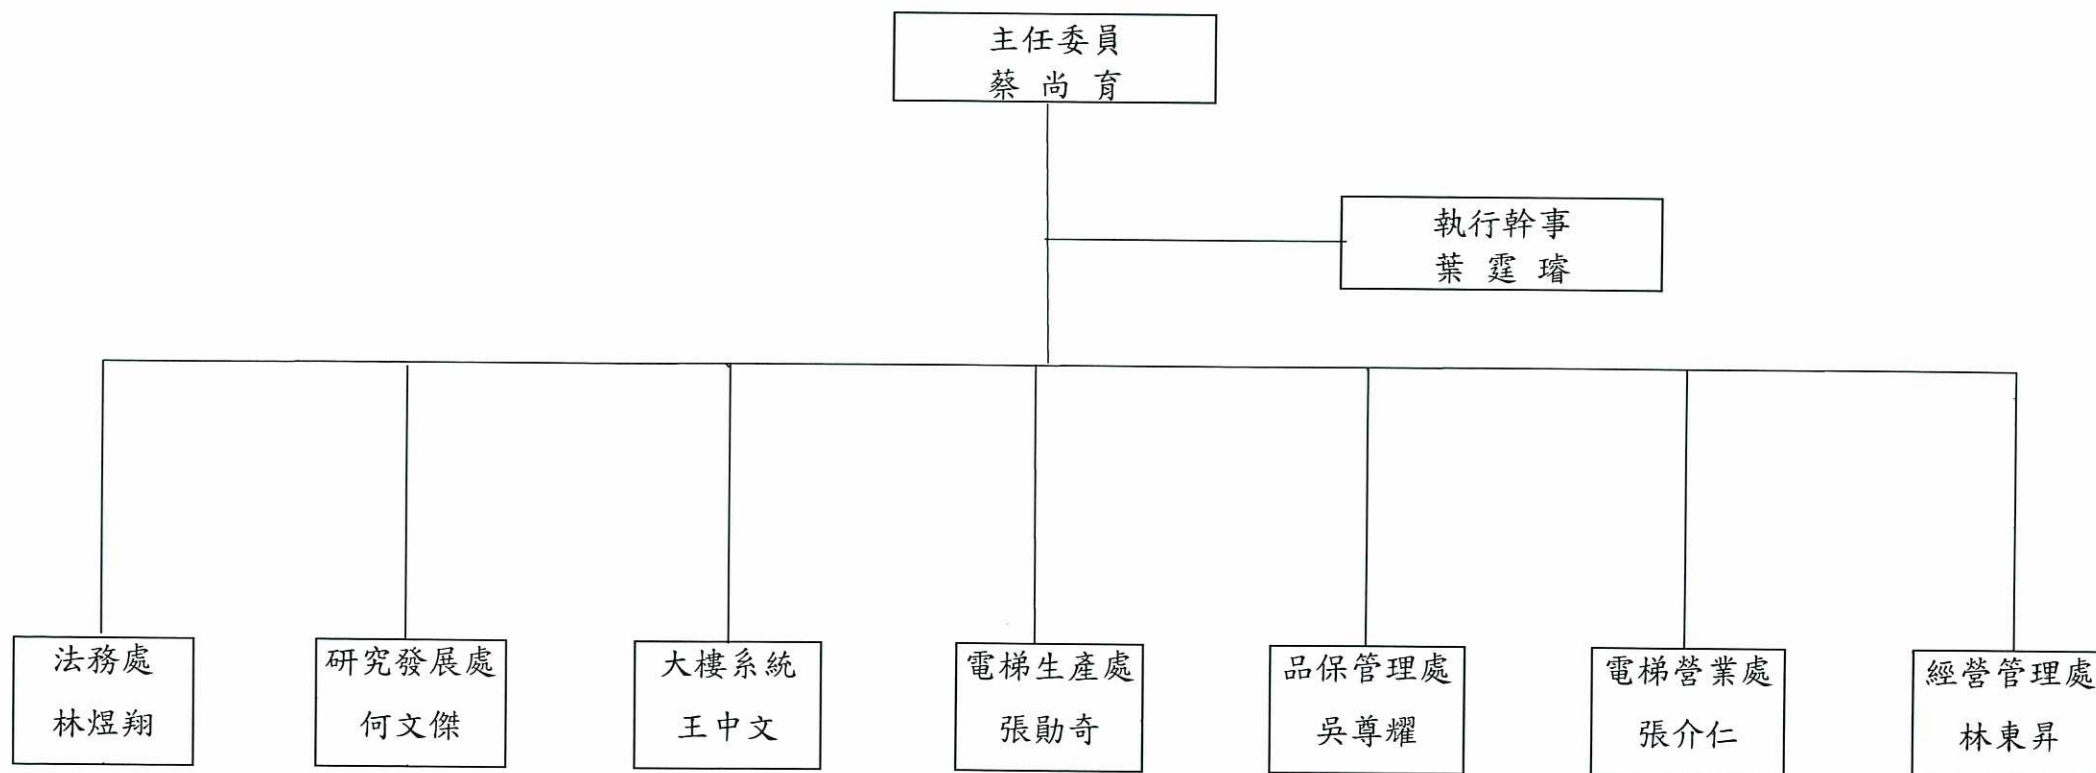 主任委員
蔡尚育
執行幹事
葉霆璿
法務處
林煜翔
研究發展處
何文傑
大樓系統
王中文
電梯生產處
張勛奇
品保管理處
吳尊耀
電梯營業處
張介仁
經營管理處
林東昇